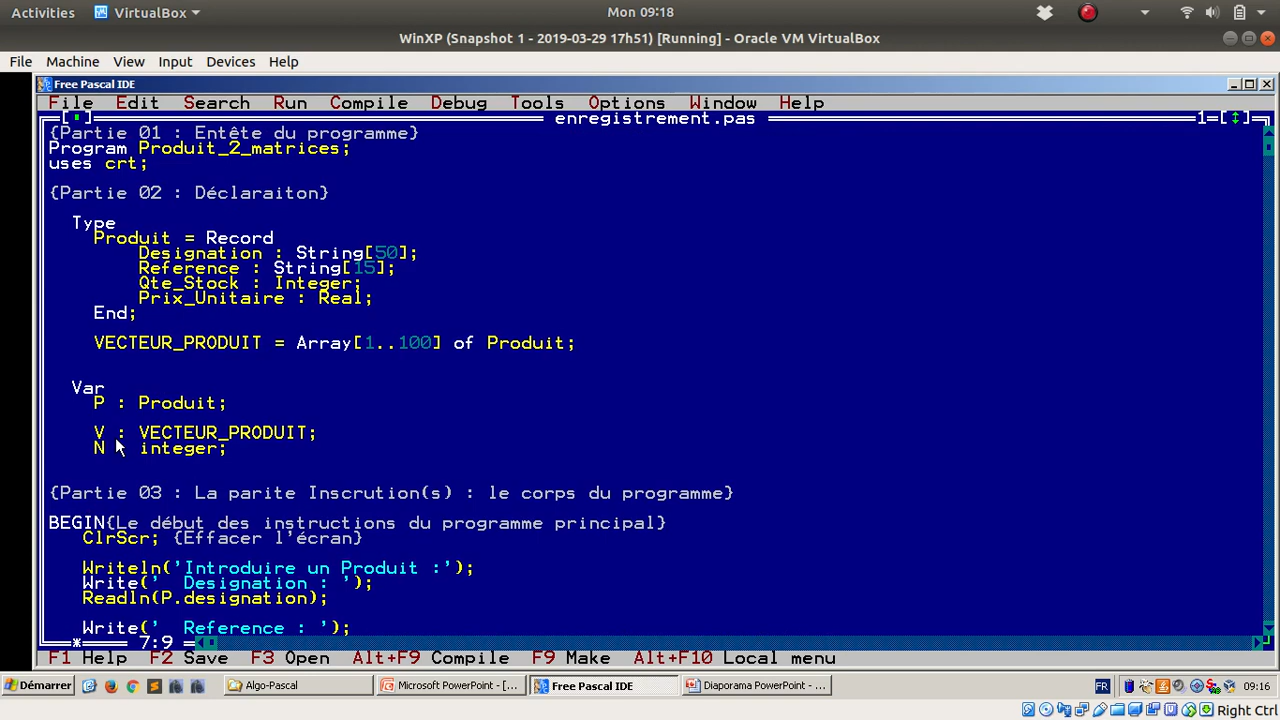 Activities VirtualBox Mon 09:18
WinXP (Snapshot 1 - 2019-03-29 17h51) [Running] - Oracle VM VirtualBox
File Machine View Input Devices Help
Free Pascal IDE
File Edit Search Run Compile Debug Tools Options Window Help
enregistrement.pas 1
{Partie 01 : Entête du programme}
Program Produit_2_matrices;
uses crt;
{Partie 02 : Déclaraiton}
Type
Produit = Record
Designation : String[50];
Reference : String[15];
Qte_Stock : Integer;
Prix_Unitaire : Real;
End;
VECTEUR_PRODUIT = Array[1..100] of Produit;
Var
P : Produit;
V : VECTEUR_PRODUIT;
N integer;
{Partie 03 : La parite Inscrution(s) : le corps du programme}
BEGIN{Le début des instructions du programme principal}
ClrScr; {Effacer l'écran}
Writeln('Introduire un Produit :');
Write('  Designation : ');
Readln(P.designation);
Write('  Reference : ');
* 7:9
F1 Help F2 Save F3 Open Alt+F9 Compile F9 Make Alt+F10 Local menu
Démarrer Algo-Pascal Microsoft PowerPoint - [... Free Pascal IDE Diaporama PowerPoint - ... FR 09:16
Right Ctrl